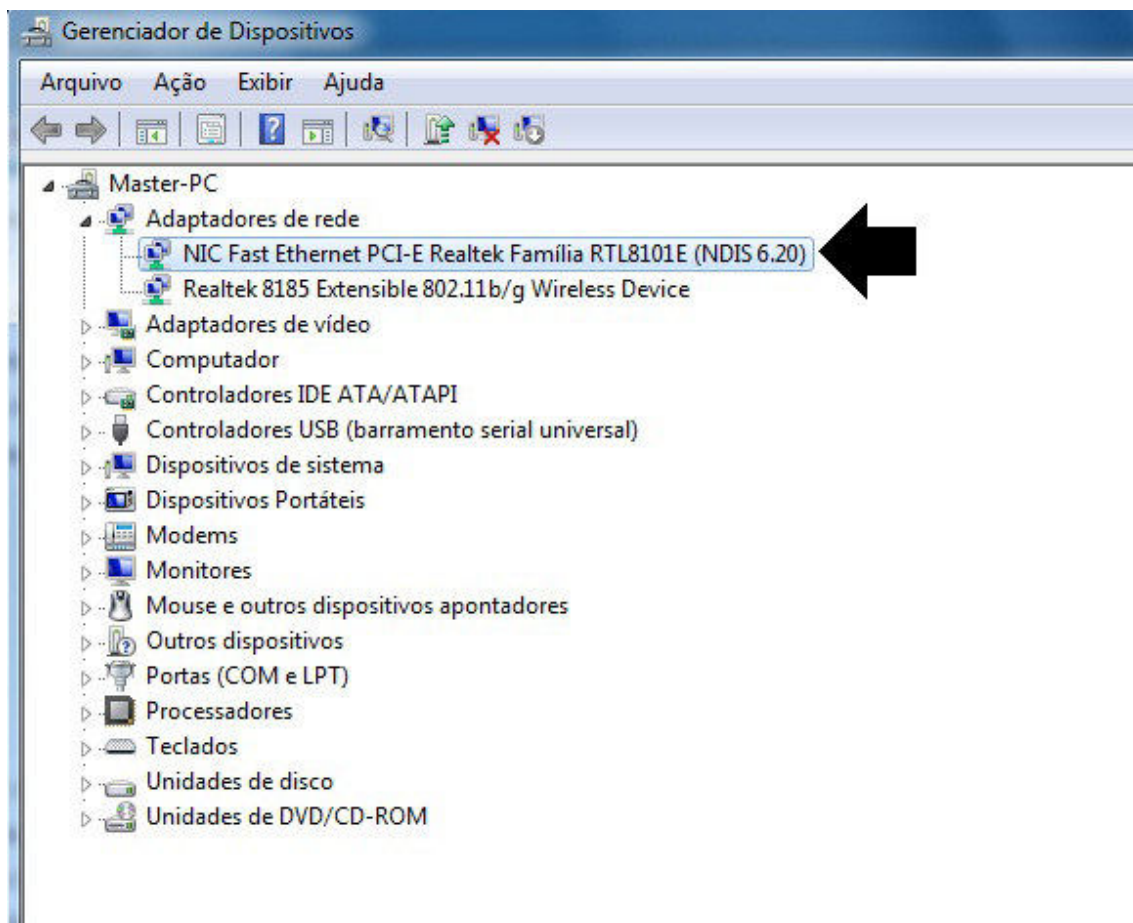 Gerenciador de Dispositivos
Arquivo Ação Exibir Ajuda
Master-PC
Adaptadores de rede
NIC Fast Ethernet PCI-E Realtek Família RTL8101E (NDIS 6.20)
Realtek 8185 Extensible 802.11b/g Wireless Device
Adaptadores de vídeo
Computador
Controladores IDE ATA/ATAPI
Controladores USB (barramento serial universal)
Dispositivos de sistema
Dispositivos Portáteis
Modems
Monitores
Mouse e outros dispositivos apontadores
Outros dispositivos
Portas (COM e LPT)
Processadores
Teclados
Unidades de disco
Unidades de DVD/CD-ROM